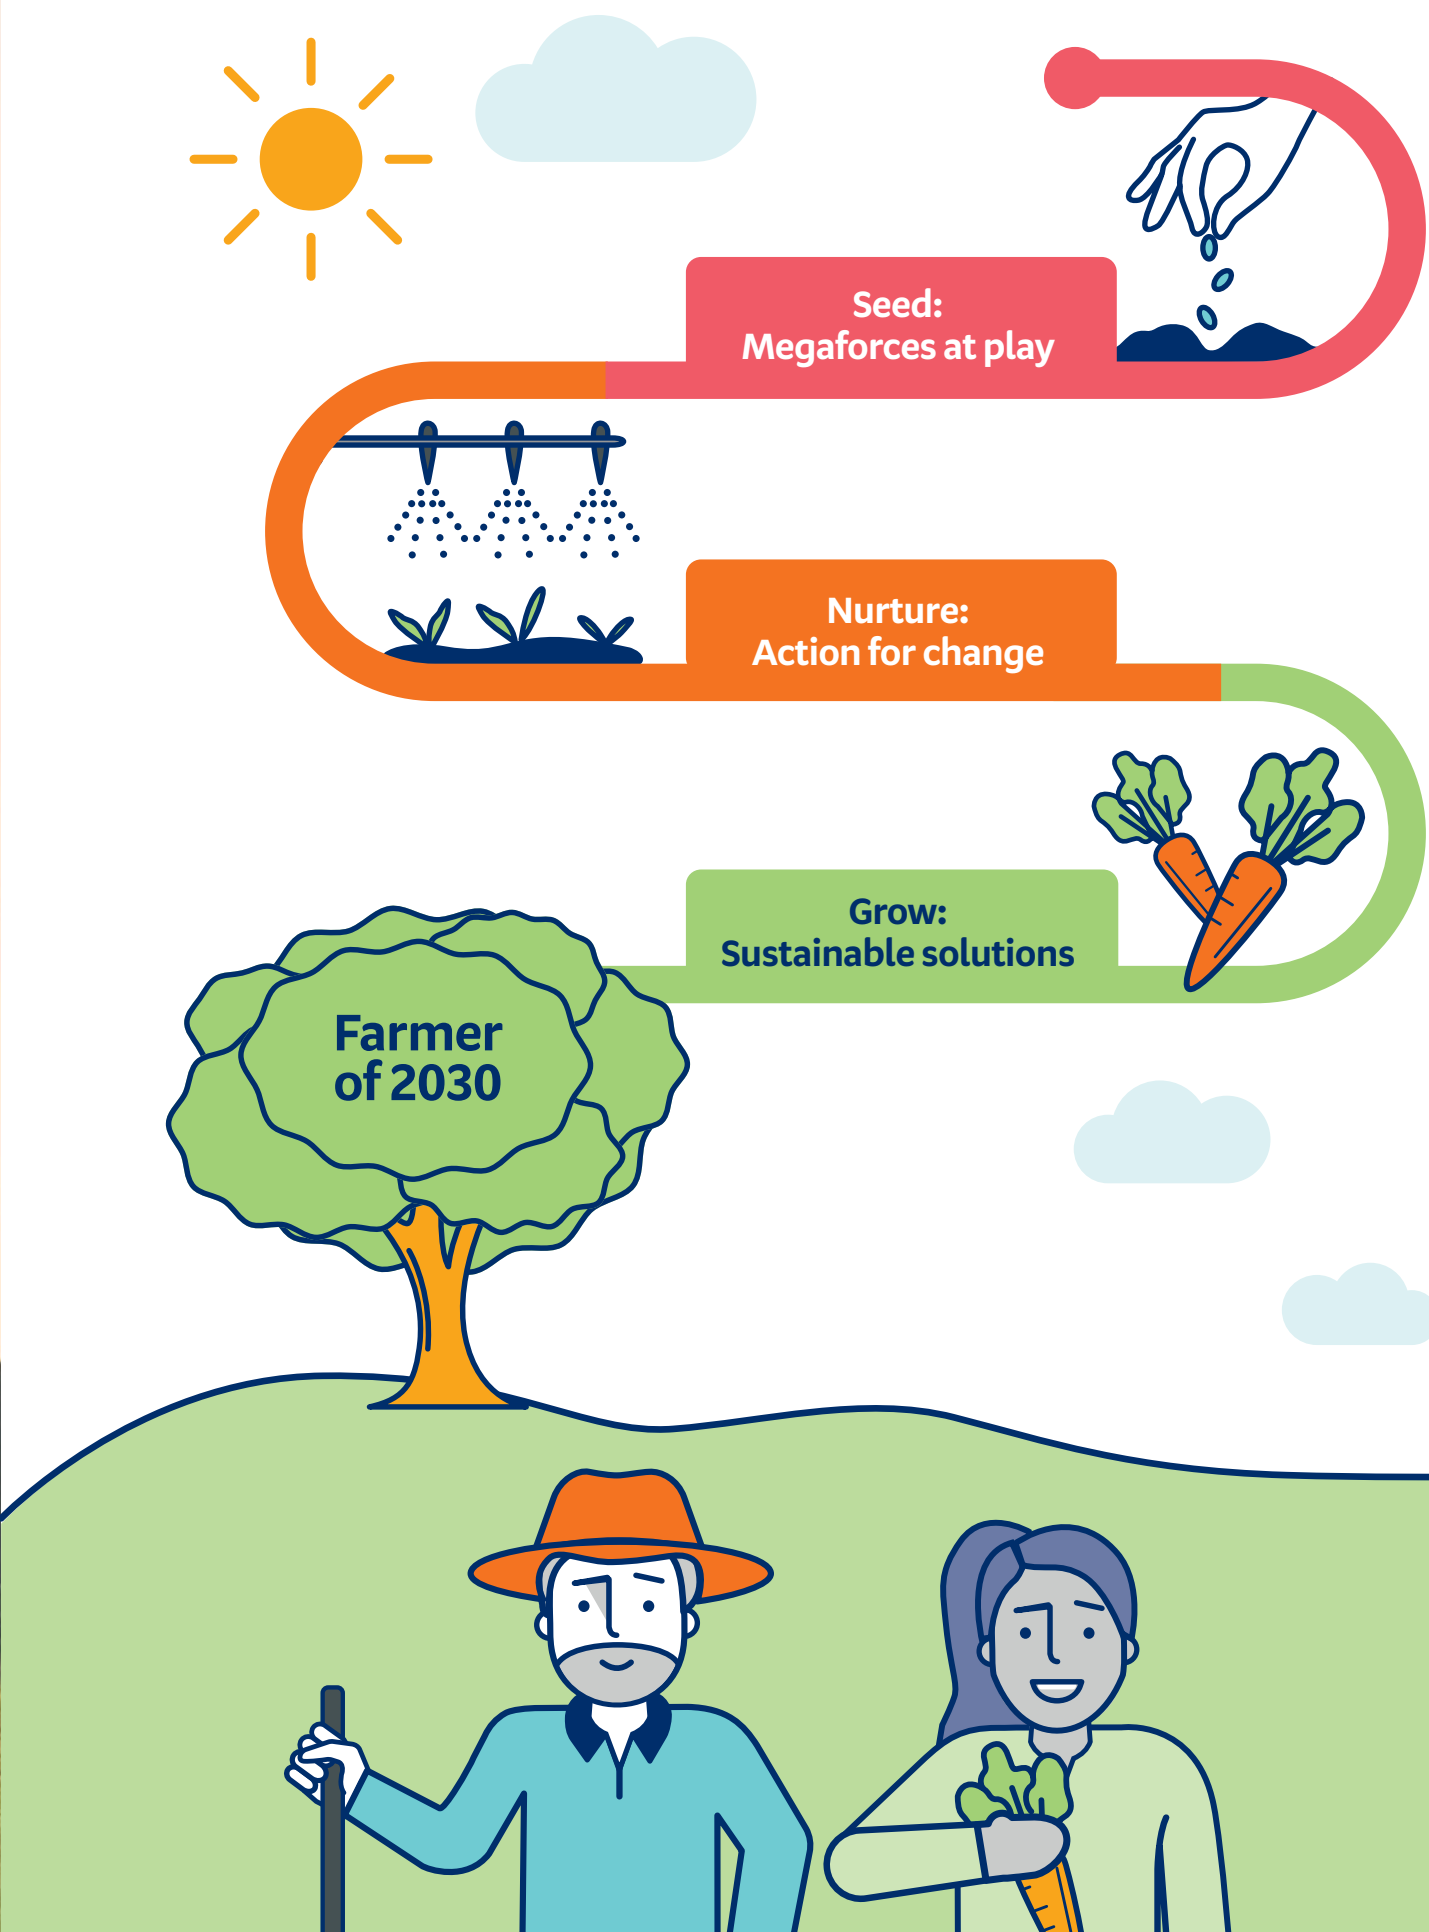 Seed:
Megaforces at play
Nurture:
Action for change
Grow:
Sustainable solutions
Farmer
of 2030